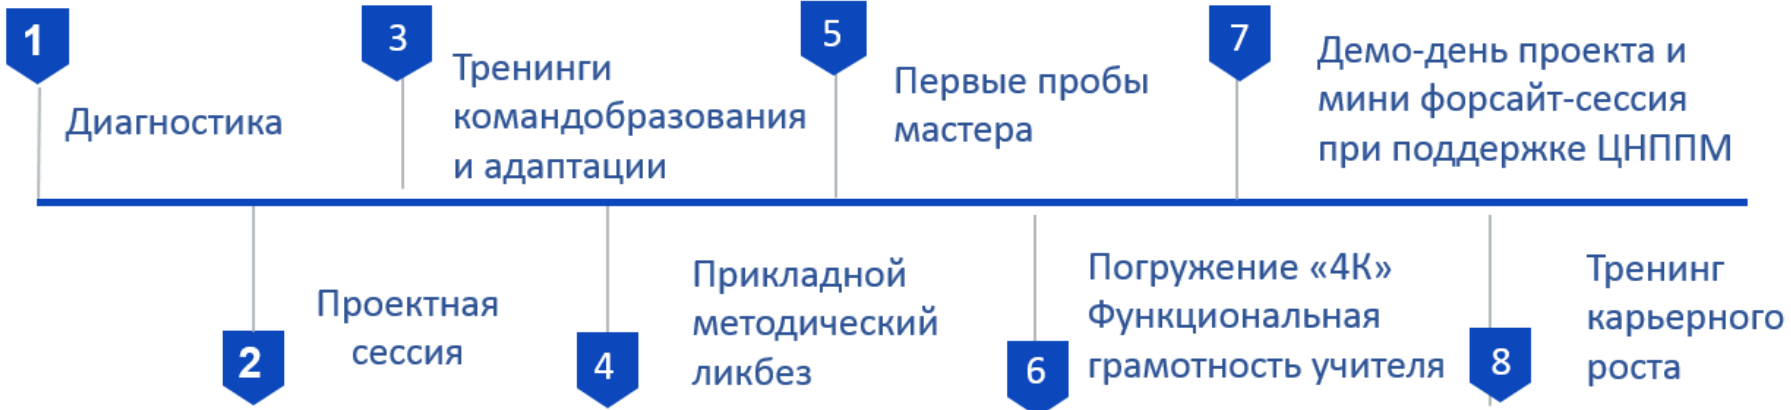 1
Диагностика
2
Проектная
сессия
3
Тренинги
командобразования
и адаптации
4
Прикладной
методический
ликбез
5
Первые пробы
мастера
6
Погружение «4К»
Функциональная
грамотность учителя
7
Демо-день проекта и
мини форсайт-сессия
при поддержке ЦНППМ
8
Тренинг
карьерного
роста